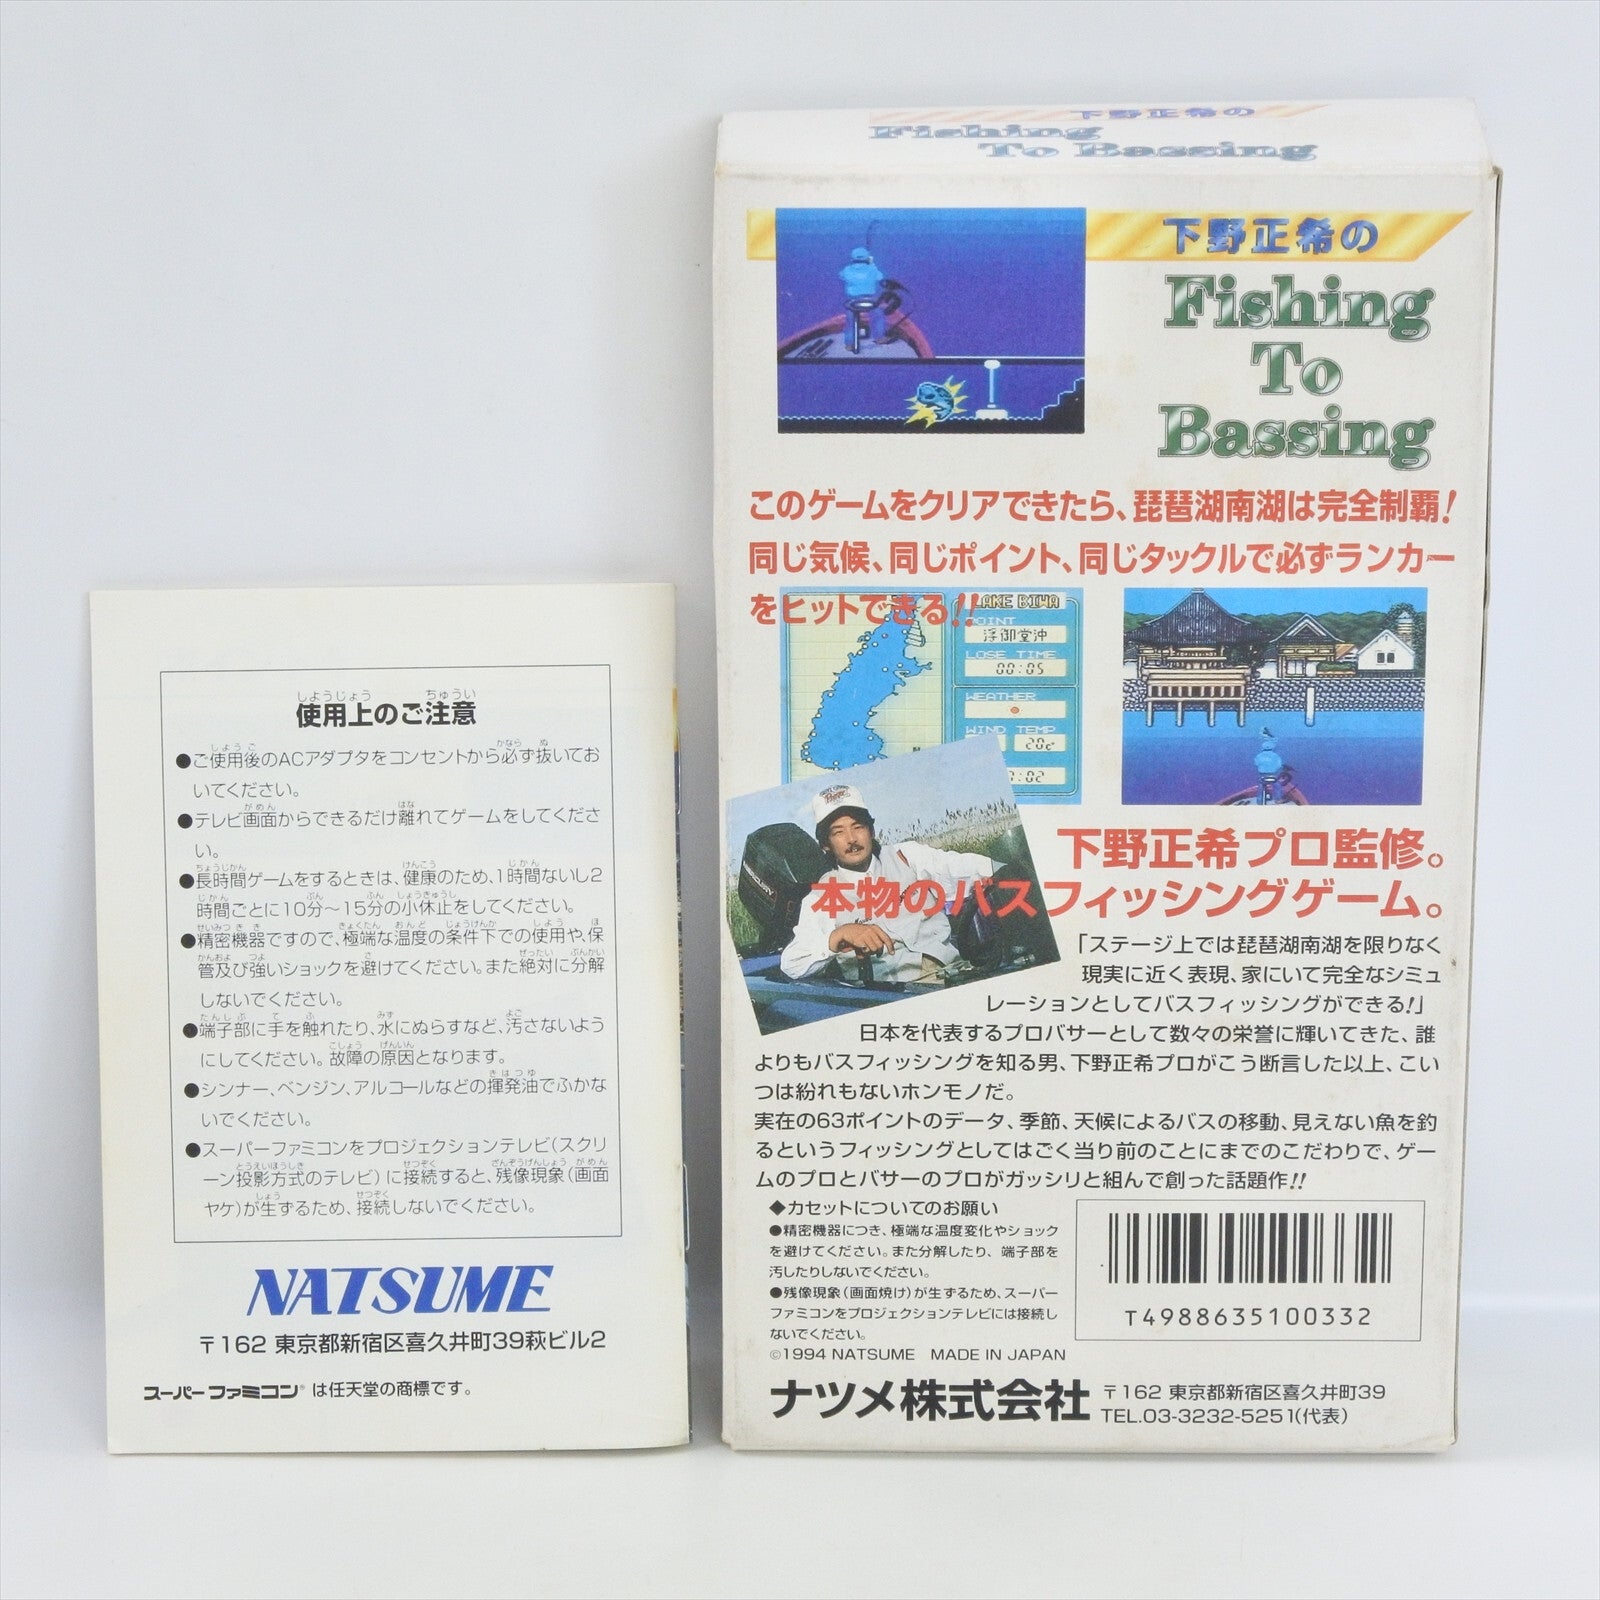 使用上のご注意
●ご使用後のACアダプタをコンセントから必ず抜いてお
いてください。
●テレビ画面からできるだけ離れてゲームをしてくださ
い。
●長時間ゲームをするときは、健康のため、1時間ないし2
時間ごとに10分～15分の小休止をしてください。
●精密機器ですので、極端な温度の条件下での使用や、保
管及び強いショックを避けてください。また絶対に分解
しないでください。
●端子部に手を触れたり、水にぬらすなど、汚さないよう
にしてください。故障の原因となります。
●シンナー、ベンジン、アルコールなどの揮発油でふかな
いでください。
●スーパーファミコンをプロジェクションテレビ(スクリ
ーン投影方式のテレビ)に接続すると、残像現象(画面
ヤケ)が生ずるため、接続しないでください。
NATSUME
〒162 東京都新宿区喜久井町39萩ビル2
スーパーファミコン® は任天堂の商標です。
下野正希の
Fishing
To Bassing
下野正希の
Fishing
To
Bassing
このゲームをクリアできたら、琵琶湖南湖は完全制覇!
同じ気候、同じポイント、同じタックルで必ずランカー
をヒットできる!!
LAKE BIWA
POINT
浮御堂沖
LOSE TIME
00:05
WEATHER
WIND TEMP
20c
:02
MERCURY
下野正希プロ監修。
本物のバスフィッシングゲーム。
「ステージ上では琵琶湖南湖を限りなく
現実に近く表現、家にいて完全なシミュ
レーションとしてバスフィッシングができる!」
日本を代表するプロバサーとして数々の栄誉に輝いてきた、誰
よりもバスフィッシングを知る男、下野正希プロがこう断言した以上、こい
つは紛れもないホンモノだ。
実在の63ポイントのデータ、季節、天候によるバスの移動、見えない魚を釣
るというフィッシングとしてはごく当り前のことにまでのこだわりで、ゲー
ムのプロとバサーのプロがガッシリと組んで創った話題作!!
◆カセットについてのお願い
●精密機器につき、極端な温度変化やショック
を避けてください。また分解したり、端子部を
汚したりしないでください。
●残像現象(画面焼け)が生ずるため、スーパー
ファミコンをプロジェクションテレビには接続し
ないでください。
©1994 NATSUME MADE IN JAPAN
T4988635100332
ナツメ株式会社
〒162 東京都新宿区喜久井町39
TEL.03-3232-5251(代表)